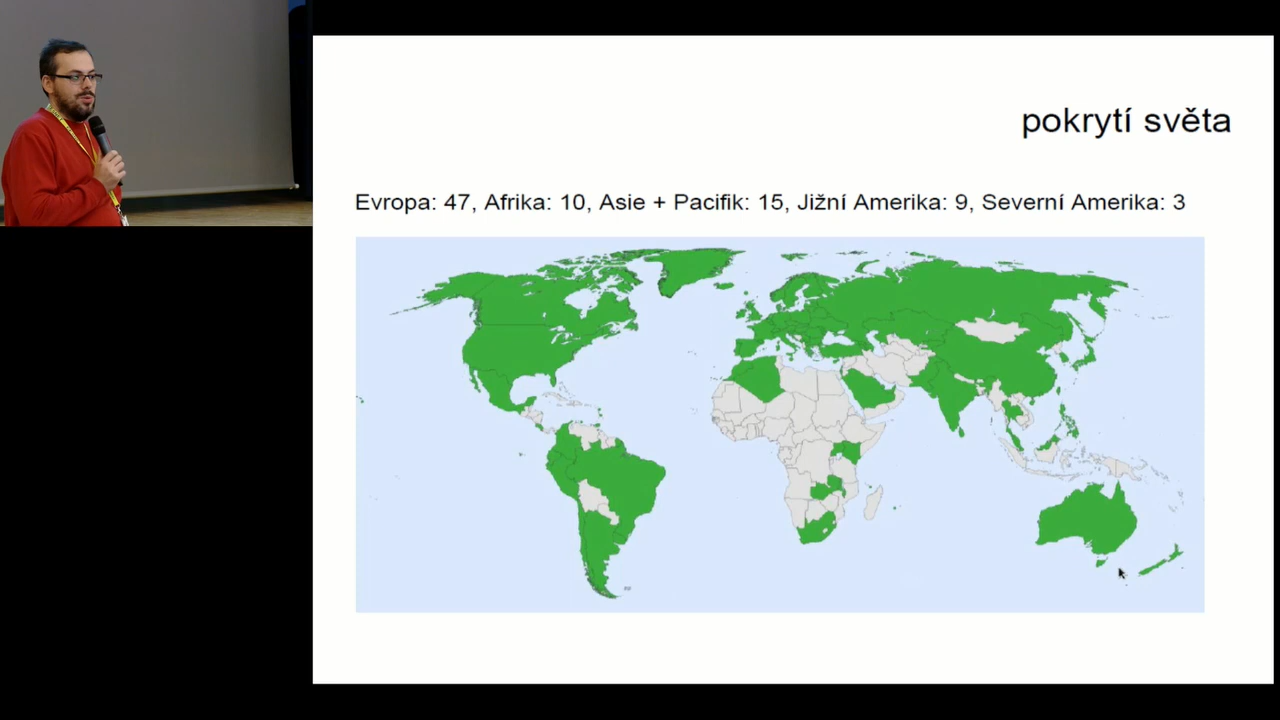 pokrytí světa
Evropa: 47, Afrika: 10, Asie + Pacifik: 15, Jižní Amerika: 9, Severní Amerika: 3